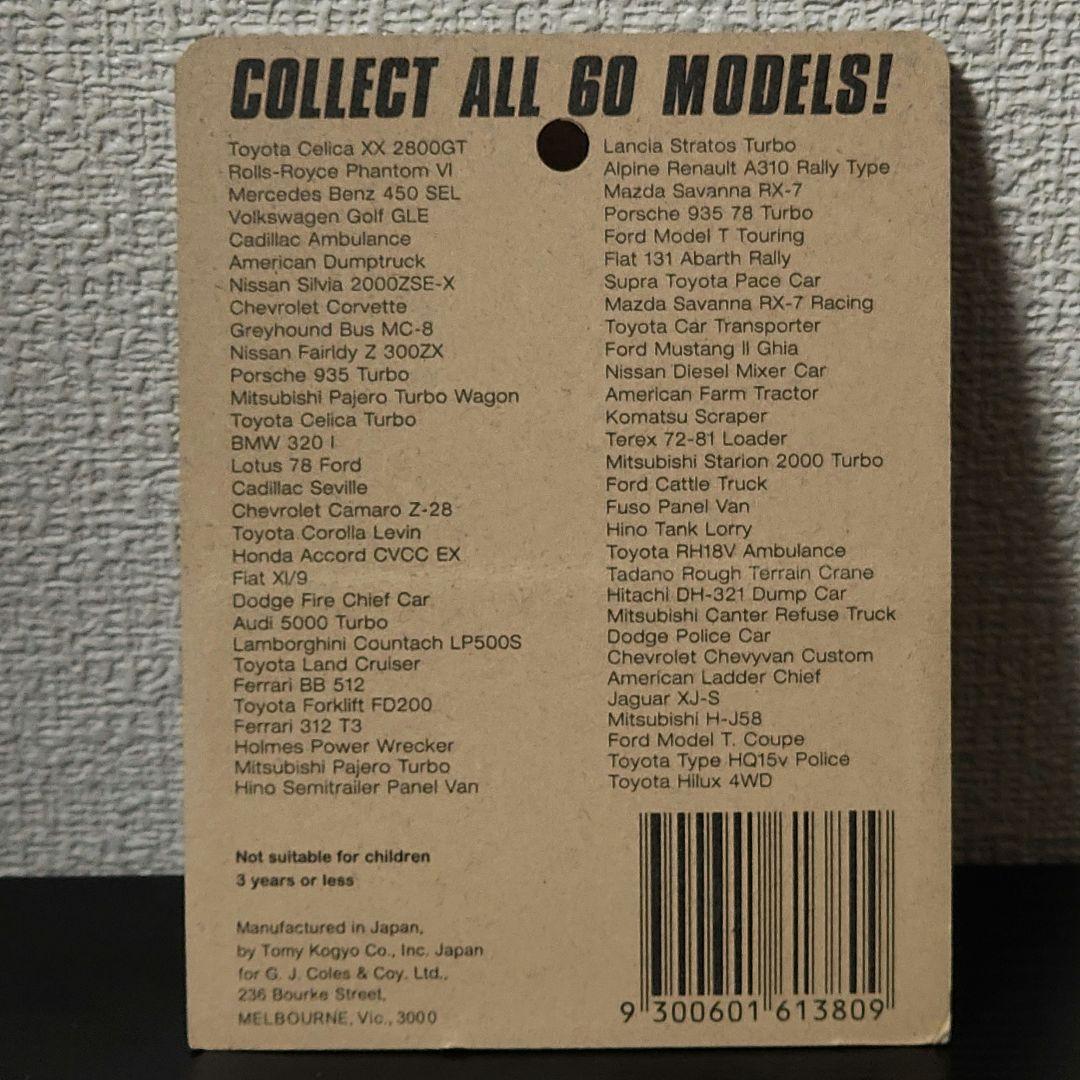 COLLECT ALL 60 MODELS!
Toyota Celica XX 2800GT
Rolls-Royce Phantom VI
Mercedes Benz 450 SEL
Volkswagen Golf GLE
Cadillac Ambulance
American Dumptruck
Nissan Silvia 2000ZSE-X
Chevrolet Corvette
Greyhound Bus MC-8
Nissan Fairldy Z 300ZX
Porsche 935 Turbo
Mitsubishi Pajero Turbo Wagon
Toyota Celica Turbo
BMW 320 I
Lotus 78 Ford
Cadillac Seville
Chevrolet Camaro Z-28
Toyota Corolla Levin
Honda Accord CVCC EX
Fiat XI/9
Dodge Fire Chief Car
Audi 5000 Turbo
Lamborghini Countach LP500S
Toyota Land Cruiser
Ferrari BB 512
Toyota Forklift FD200
Ferrari 312 T3
Holmes Power Wrecker
Mitsubishi Pajero Turbo
Hino Semitrailer Panel Van
Lancia Stratos Turbo
Alpine Renault A310 Rally Type
Mazda Savanna RX-7
Porsche 935 78 Turbo
Ford Model T Touring
Fiat 131 Abarth Rally
Supra Toyota Pace Car
Mazda Savanna RX-7 Racing
Toyota Car Transporter
Ford Mustang II Ghia
Nissan Diesel Mixer Car
American Farm Tractor
Komatsu Scraper
Terex 72-81 Loader
Mitsubishi Starion 2000 Turbo
Ford Cattle Truck
Fuso Panel Van
Hino Tank Lorry
Toyota RH18V Ambulance
Tadano Rough Terrain Crane
Hitachi DH-321 Dump Car
Mitsubishi Canter Refuse Truck
Dodge Police Car
Chevrolet Chevyvan Custom
American Ladder Chief
Jaguar XJ-S
Mitsubishi H-J58
Ford Model T. Coupe
Toyota Type HQ15v Police
Toyota Hilux 4WD
Not suitable for children
3 years or less
Manufactured in Japan,
by Tomy Kogyo Co., Inc. Japan
for G. J. Coles & Coy. Ltd.,
236 Bourke Street,
MELBOURNE, Vic., 3000
9 300601 613809